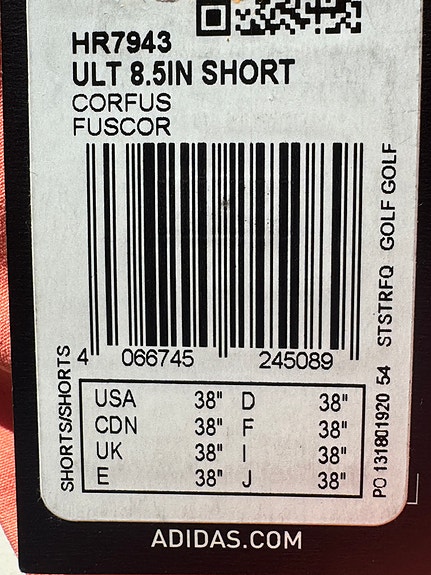 HR7943
ULT 8.5IN SHORT
CORFUS
FUSCOR
4 066745 245089
SHORTS/SHORTS
USA 38" D 38"
CDN 38" F 38"
UK 38" I 38"
E 38" J 38"
PO 131801920 54 STSTRFQ GOLF GOLF
ADIDAS.COM